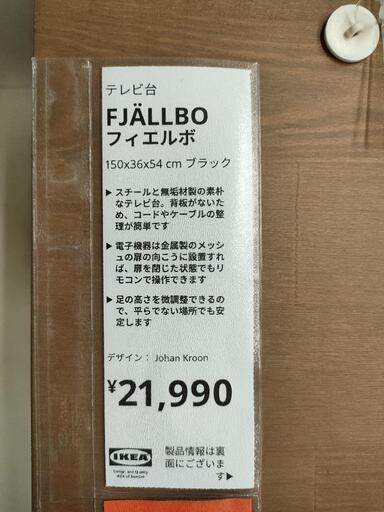 テレビ台
FJÄLLBO
フィエルボ
150x36x54 cm ブラック
▶ スチールと無垢材製の素朴
なテレビ台。背板がないた
め、コードやケーブルの整
理が簡単です
▶ 電子機器は金属製のメッシ
ュの扉の向こうに設置すれ
ば、扉を閉じた状態でもリ
モコンで操作できます
▶ 足の高さを微調整できるの
で、平らでない場所でも安
定します
デザイン： Johan Kroon
¥21,990
IKEA
Design and Quality
IKEA of Sweden
製品情報は裏
面にございま
す▶